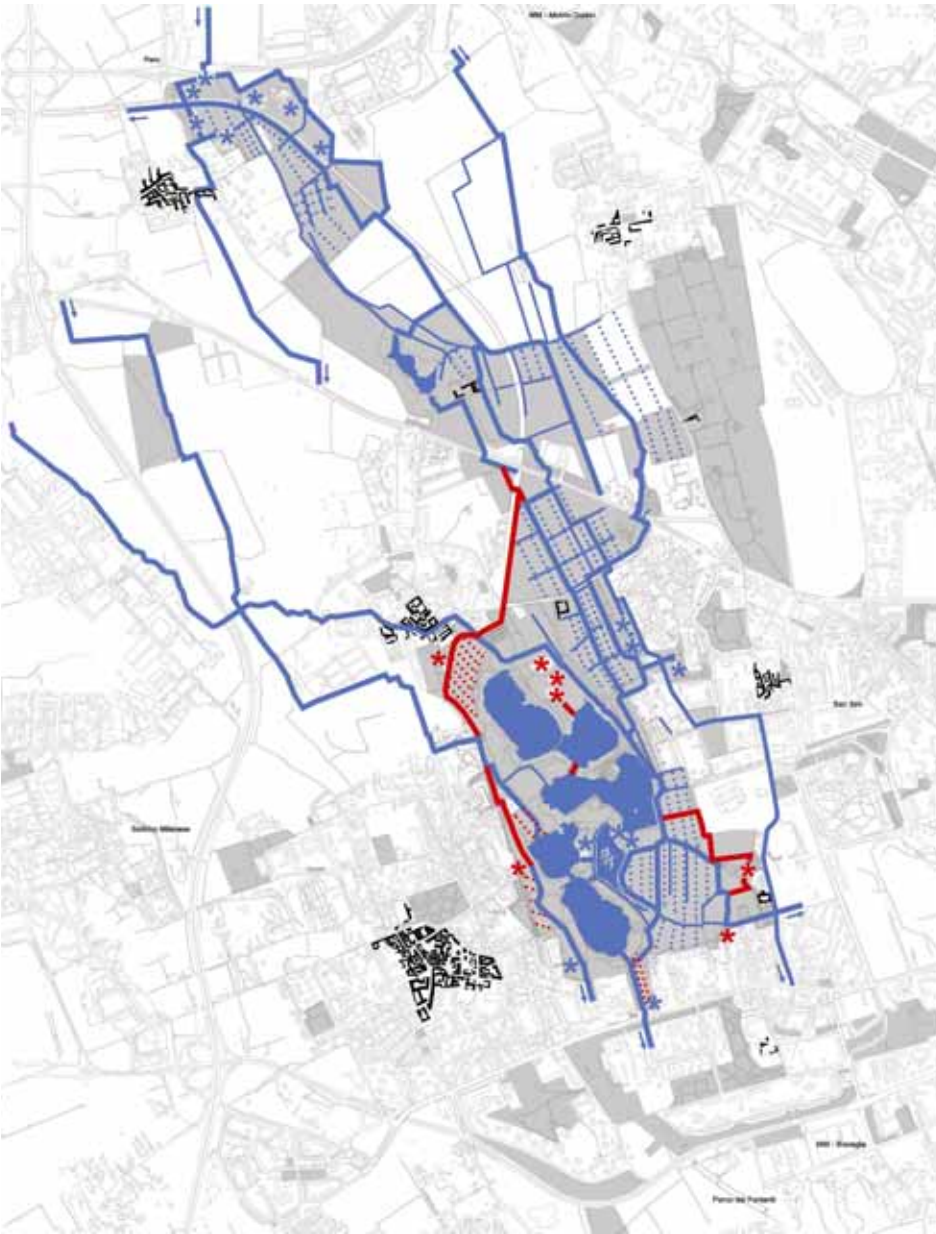 MM - Molino Dorino
Pero
San Siro
Settimo Milanese
MM - Bisceglie
Parco dei Fontanili